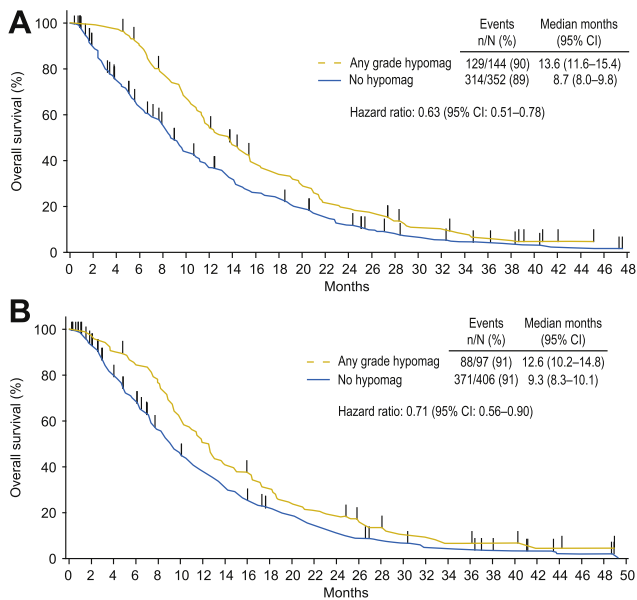 A
Events Median months
n/N (%) (95% CI)
Any grade hypomag 129/144 (90) 13.6 (11.6–15.4)
No hypomag 314/352 (89) 8.7 (8.0–9.8)
Hazard ratio: 0.63 (95% CI: 0.51–0.78)
Overall survival (%)
100
80
60
40
20
0
0 2 4 6 8 10 12 14 16 18 20 22 24 26 28 30 32 34 36 38 40 42 44 46 48
Months
B
Events Median months
n/N (%) (95% CI)
Any grade hypomag 88/97 (91) 12.6 (10.2–14.8)
No hypomag 371/406 (91) 9.3 (8.3–10.1)
Hazard ratio: 0.71 (95% CI: 0.56–0.90)
Overall survival (%)
100
80
60
40
20
0
0 2 4 6 8 10 12 14 16 18 20 22 24 26 28 30 32 34 36 38 40 42 44 46 48 50
Months